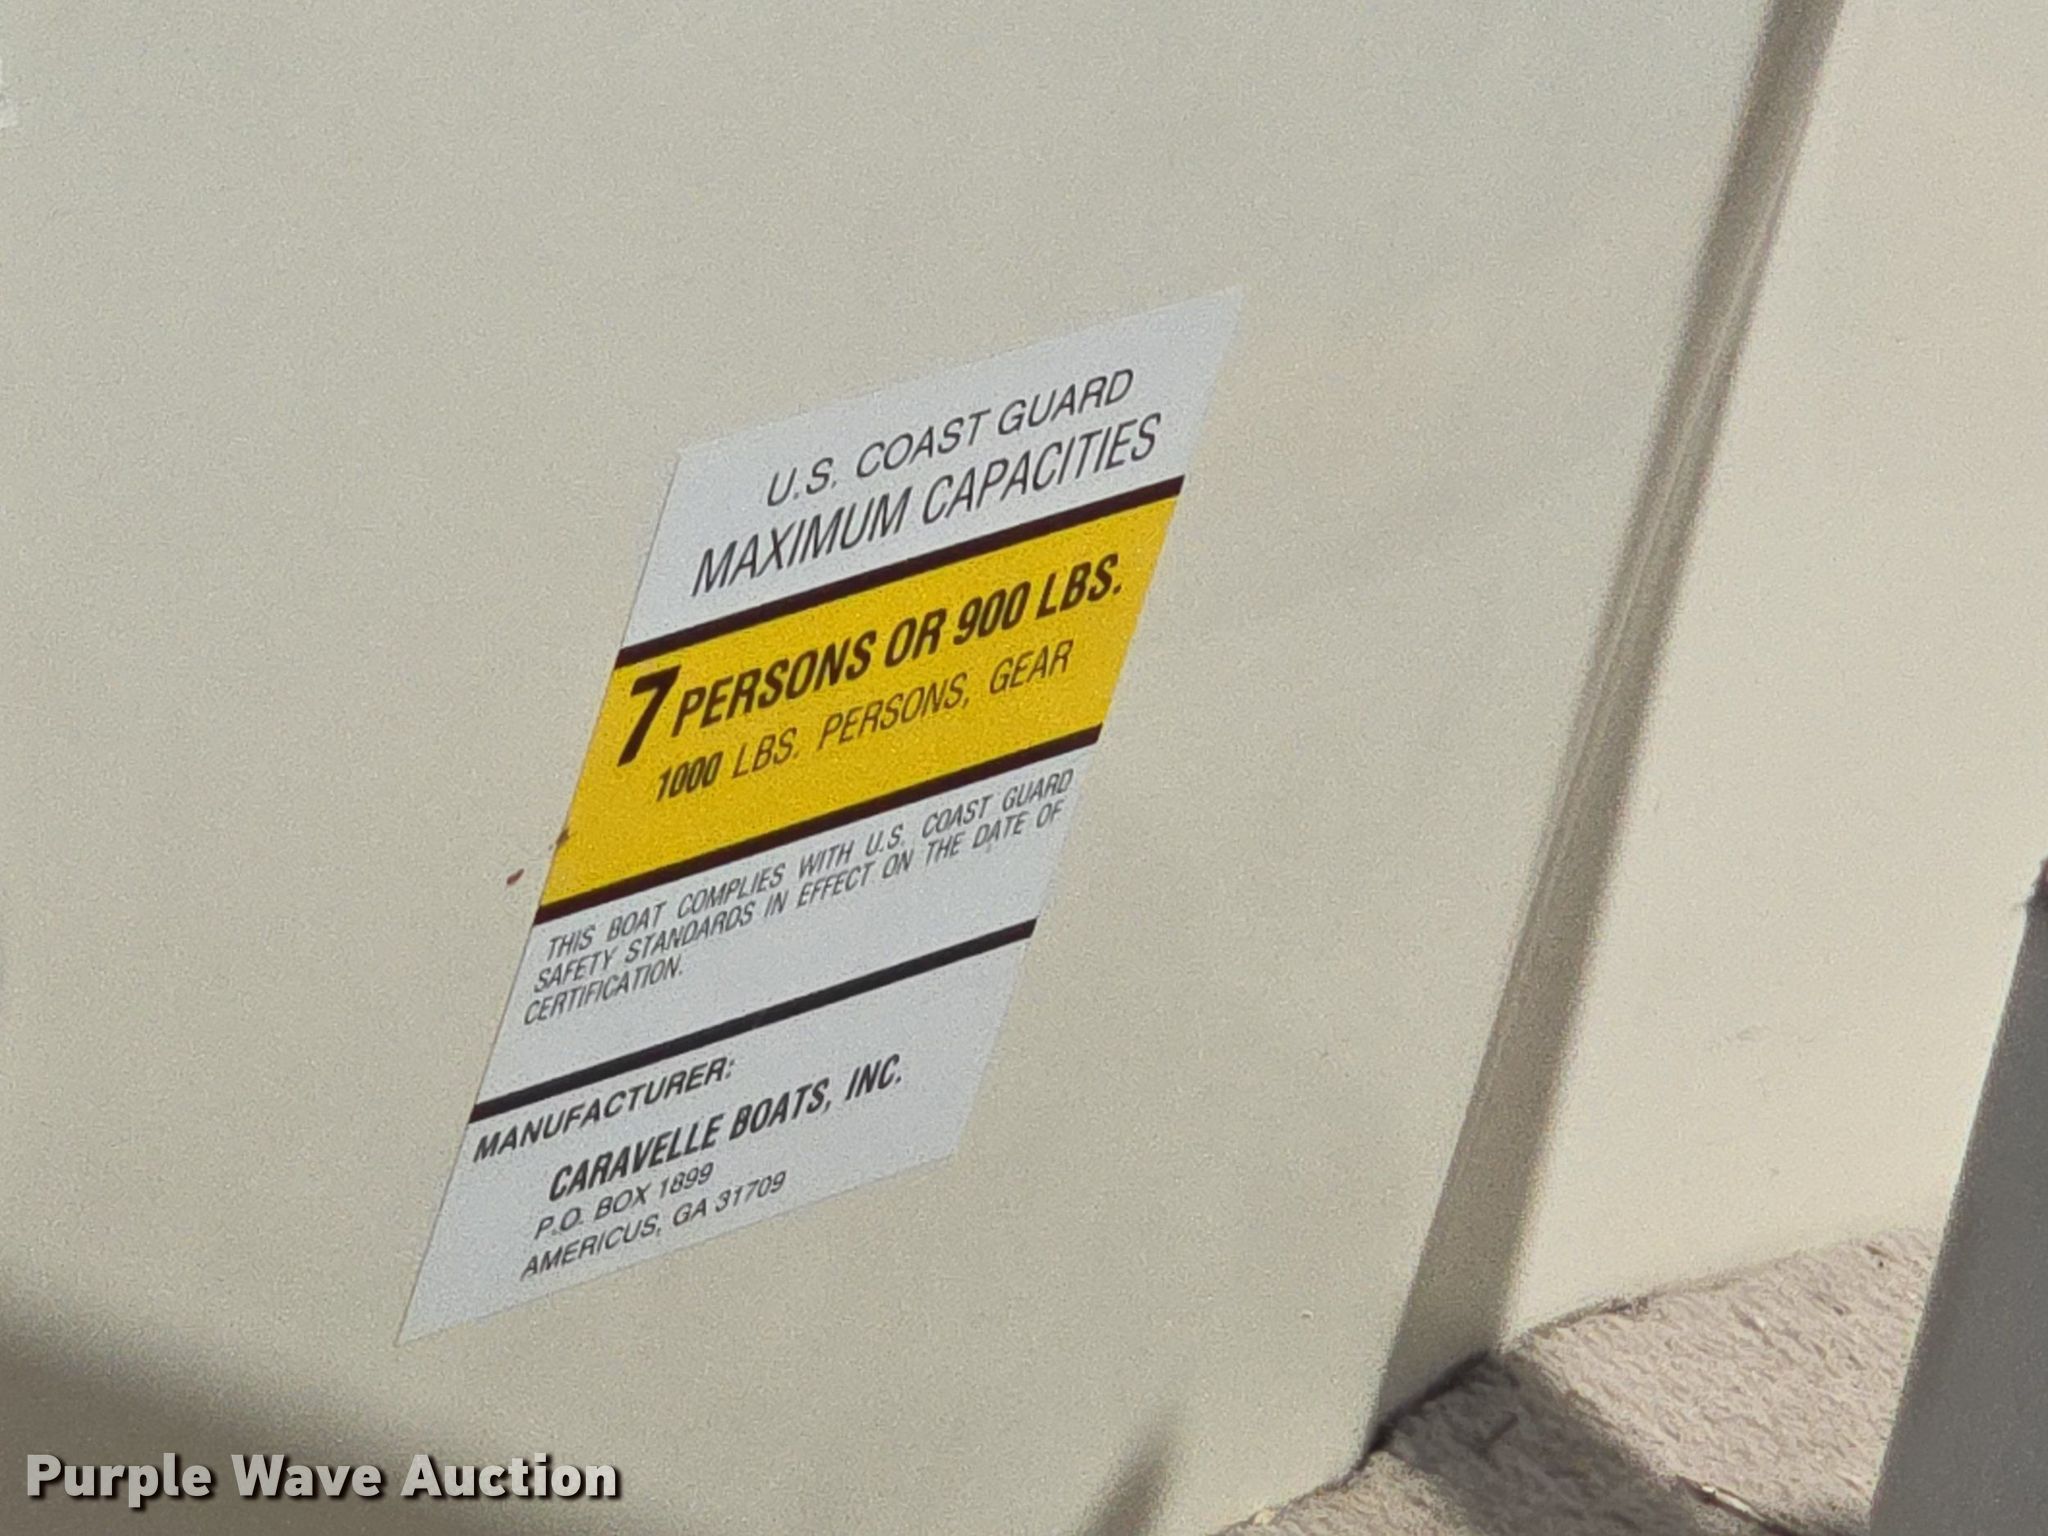 U.S. COAST GUARD
MAXIMUM CAPACITIES
7 PERSONS OR 900 LBS.
1000 LBS. PERSONS, GEAR
THIS BOAT COMPLIES WITH U.S. COAST GUARD
SAFETY STANDARDS IN EFFECT ON THE DATE OF
CERTIFICATION.
MANUFACTURER:
CARAVELLE BOATS, INC.
P.O. BOX 1899
AMERICUS, GA 31709
Purple Wave Auction